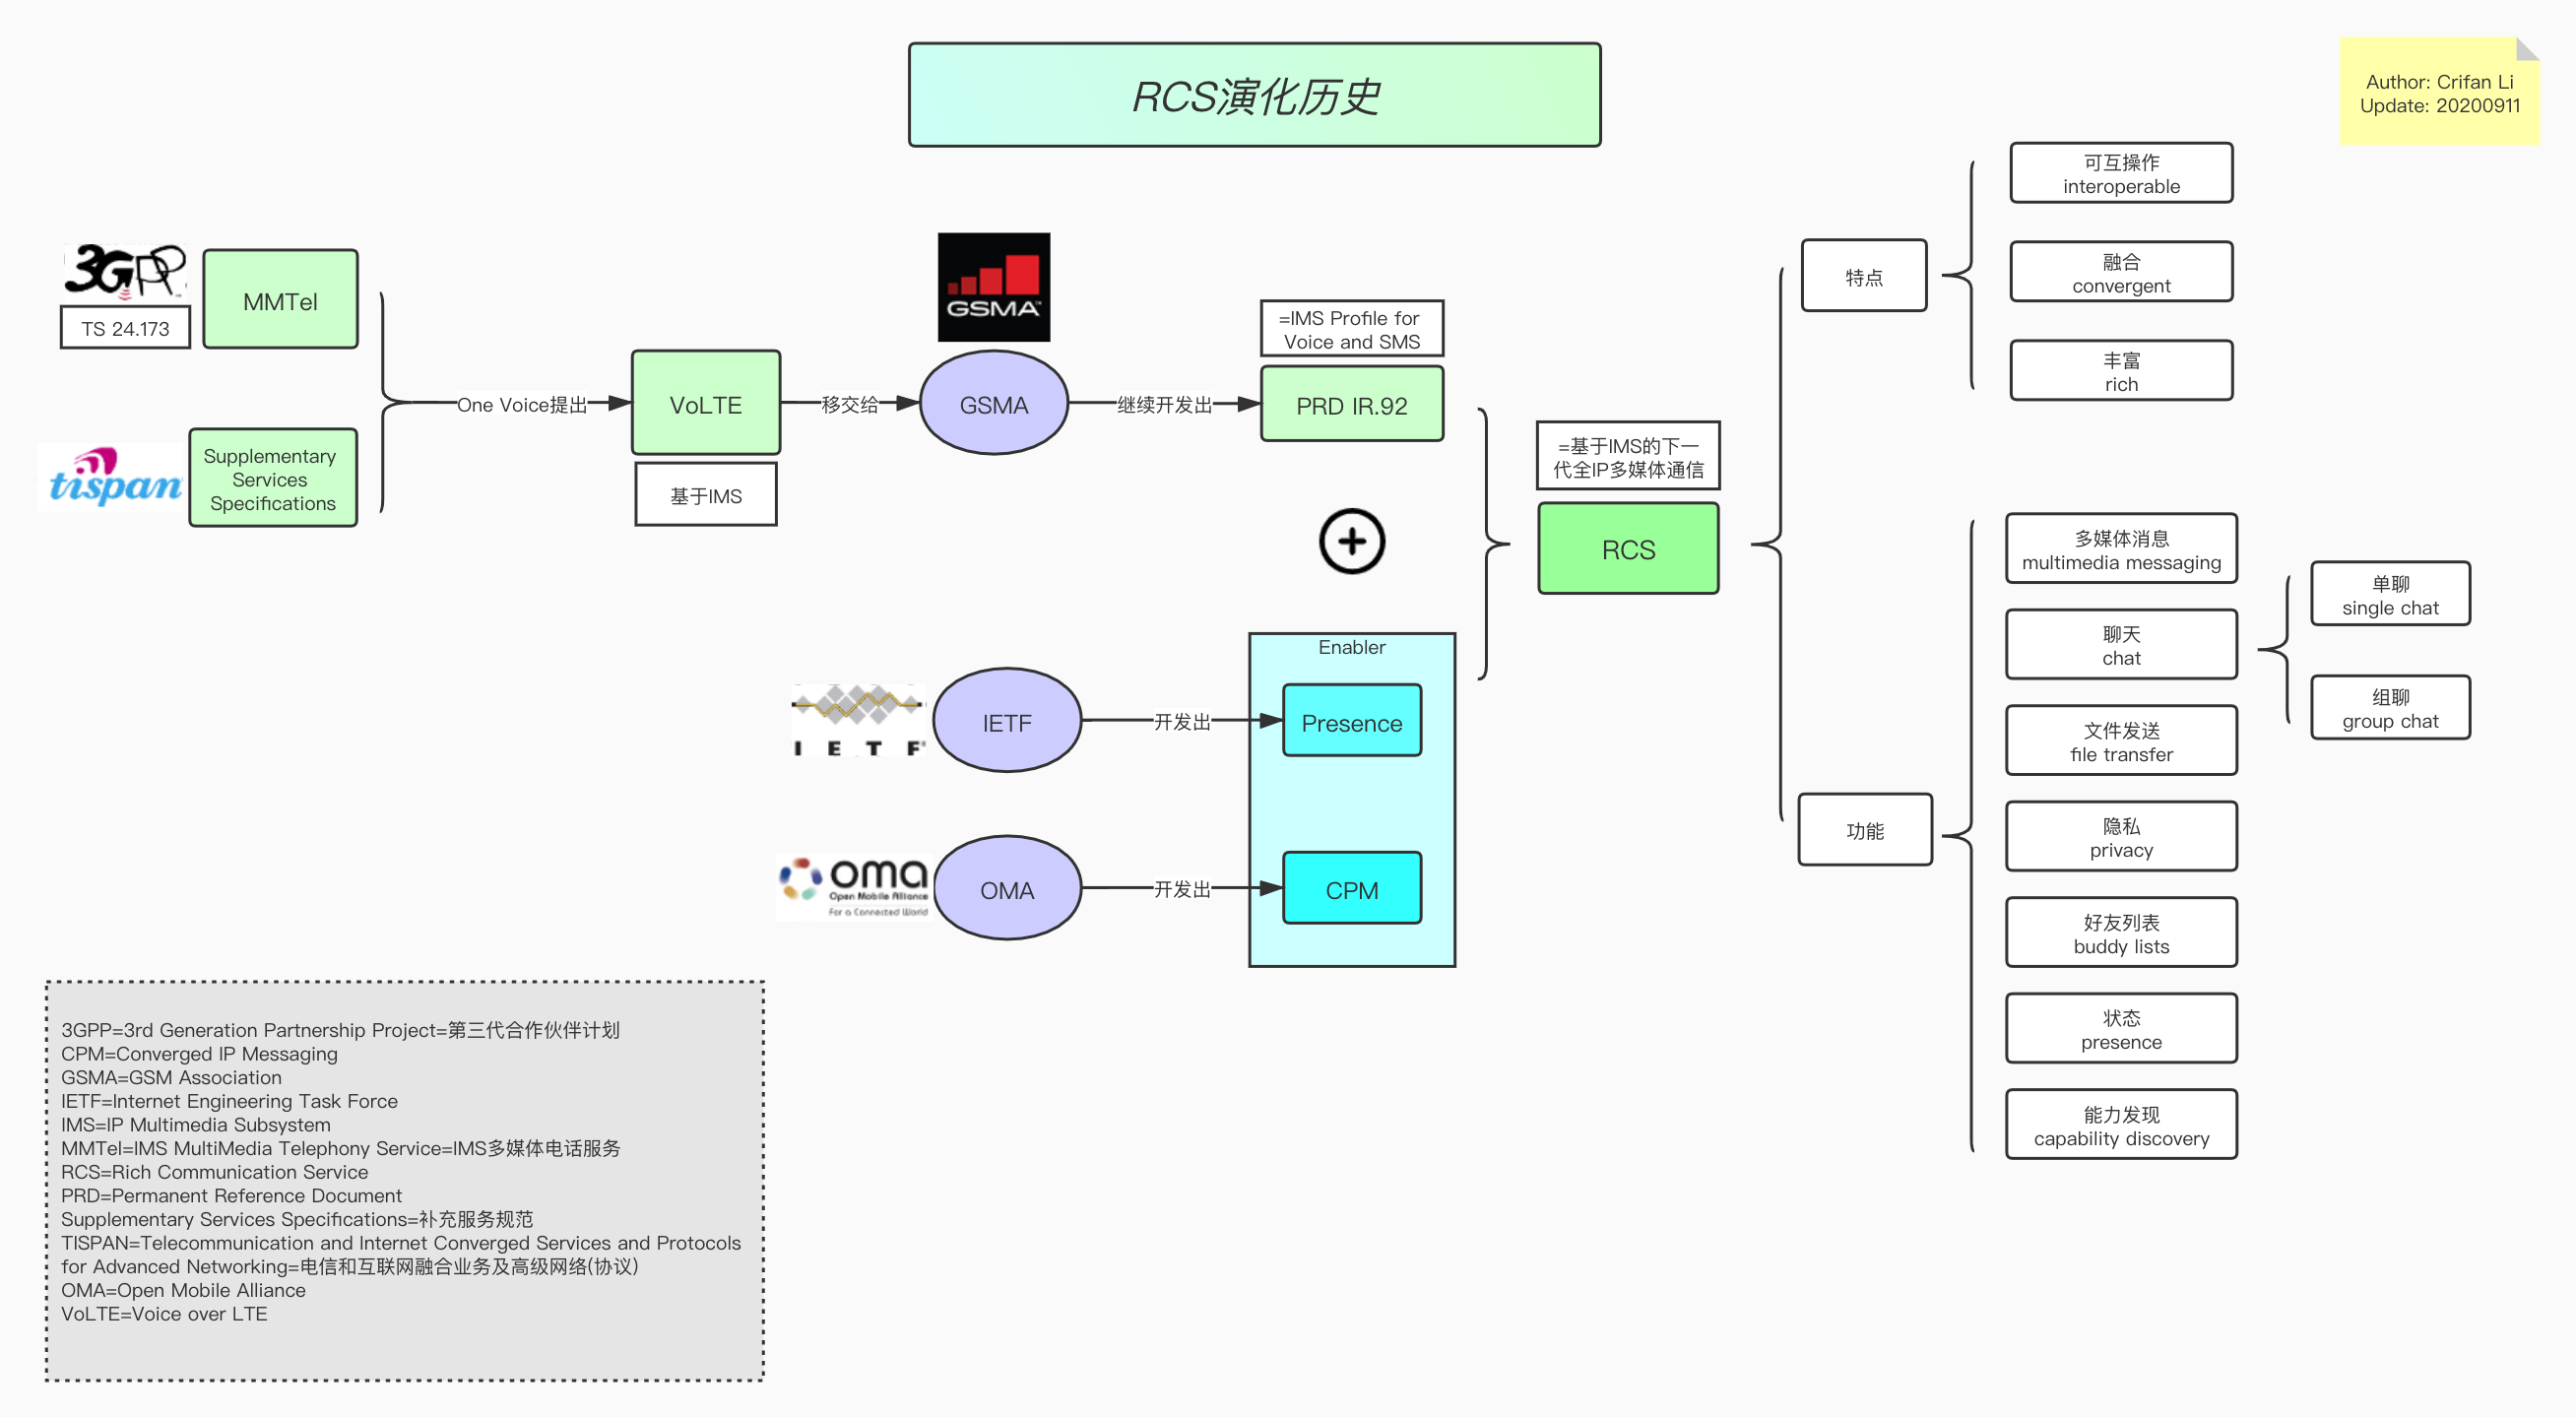 RCS演化历史
Author: Crifan Li
Update: 20200911
3GPP
TS 24.173
MMTel
tispan
Supplementary
Services
Specifications
One Voice提出
VoLTE
基于IMS
移交给
GSMA
GSMA
继续开发出
=IMS Profile for
Voice and SMS
PRD IR.92
IETF
IETF
开发出
Enabler
Presence
oma
Open Mobile Alliance
For a Connected World
OMA
开发出
CPM
=基于IMS的下一
代全IP多媒体通信
RCS
特点
可互操作
interoperable
融合
convergent
丰富
rich
功能
多媒体消息
multimedia messaging
聊天
chat
单聊
single chat
组聊
group chat
文件发送
file transfer
隐私
privacy
好友列表
buddy lists
状态
presence
能力发现
capability discovery
3GPP=3rd Generation Partnership Project=第三代合作伙伴计划
CPM=Converged IP Messaging
GSMA=GSM Association
IETF=Internet Engineering Task Force
IMS=IP Multimedia Subsystem
MMTel=IMS MultiMedia Telephony Service=IMS多媒体电话服务
RCS=Rich Communication Service
PRD=Permanent Reference Document
Supplementary Services Specifications=补充服务规范
TISPAN=Telecommunication and Internet Converged Services and Protocols
for Advanced Networking=电信和互联网融合业务及高级网络(协议)
OMA=Open Mobile Alliance
VoLTE=Voice over LTE